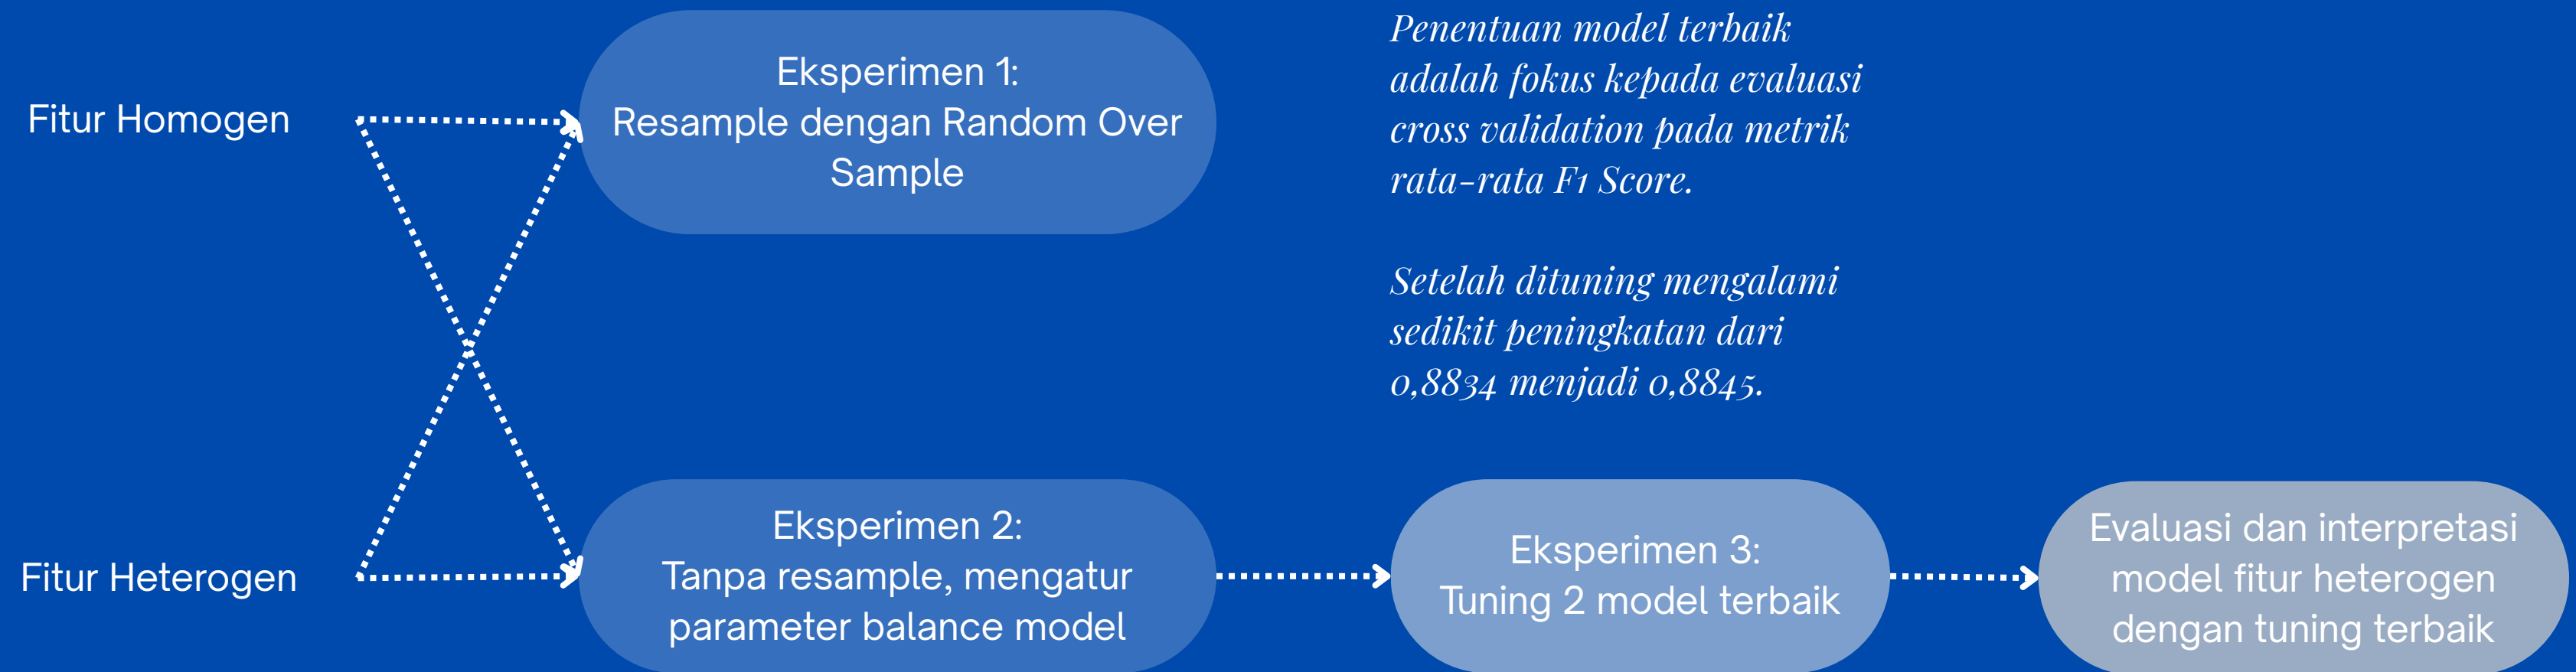 Fitur Homogen
Eksperimen 1:
Resample dengan Random Over
Sample
Penentuan model terbaik
adalah fokus kepada evaluasi
cross validation pada metrik
rata-rata F1 Score.
Setelah dituning mengalami
sedikit peningkatan dari
0,8834 menjadi 0,8845.
Fitur Heterogen
Eksperimen 2:
Tanpa resample, mengatur
parameter balance model
Eksperimen 3:
Tuning 2 model terbaik
Evaluasi dan interpretasi
model fitur heterogen
dengan tuning terbaik